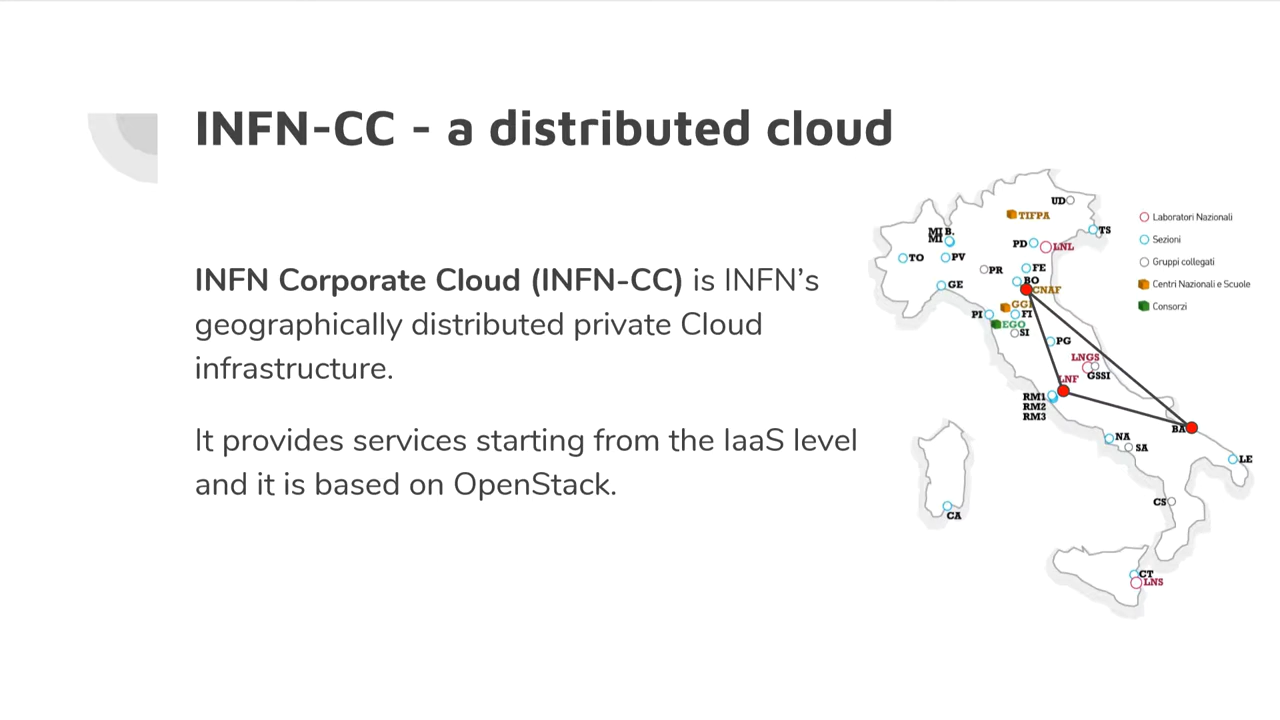 INFN-CC - a distributed cloud
INFN Corporate Cloud (INFN-CC) is INFN’s
geographically distributed private Cloud
infrastructure.
It provides services starting from the IaaS level
and it is based on OpenStack.
UD
TIFPA
TS
MI B.
MI
PD
LNL
TO
PV
PR
FE
BO
GE
CNAF
GGI
PI
FI
EGO
SI
PG
LNGS
GSSI
LNF
RM1
RM2
RM3
BA
NA
SA
LE
CS
CA
CT
LNS
Laboratori Nazionali
Sezioni
Gruppi collegati
Centri Nazionali e Scuole
Consorzi